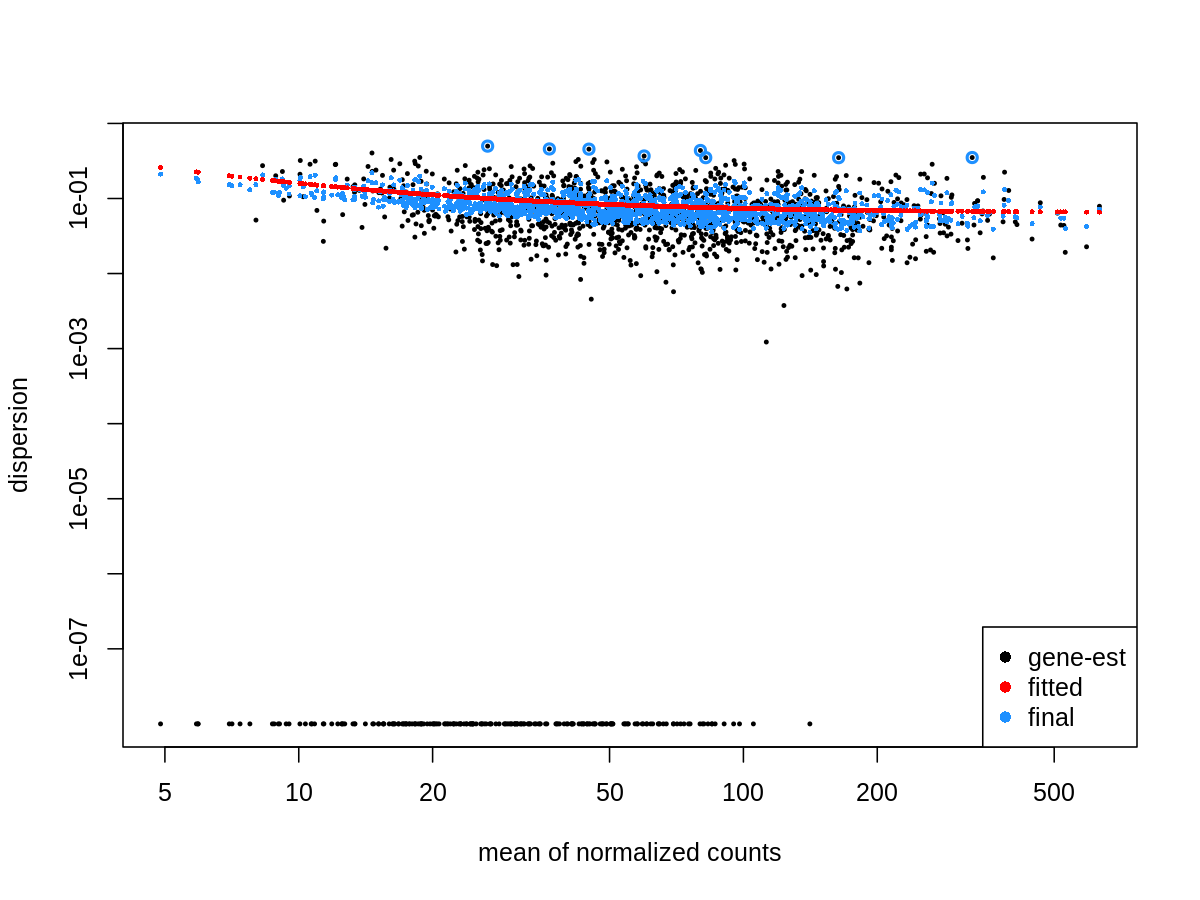 dispersion
1e-01
1e-03
1e-05
1e-07
gene-est
fitted
final
5 10 20 50 100 200 500
mean of normalized counts